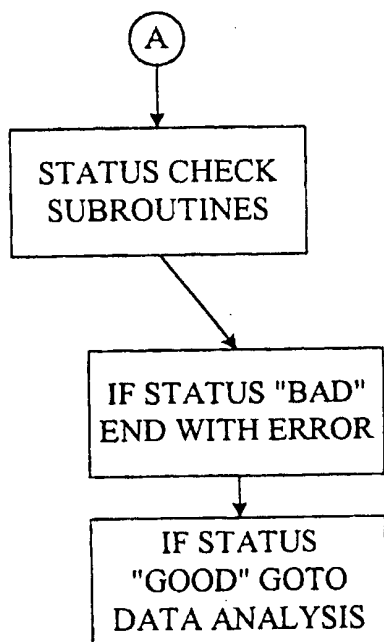 A
STATUS CHECK
SUBROUTINES
IF STATUS "BAD"
END WITH ERROR
IF STATUS
"GOOD" GOTO
DATA ANALYSIS